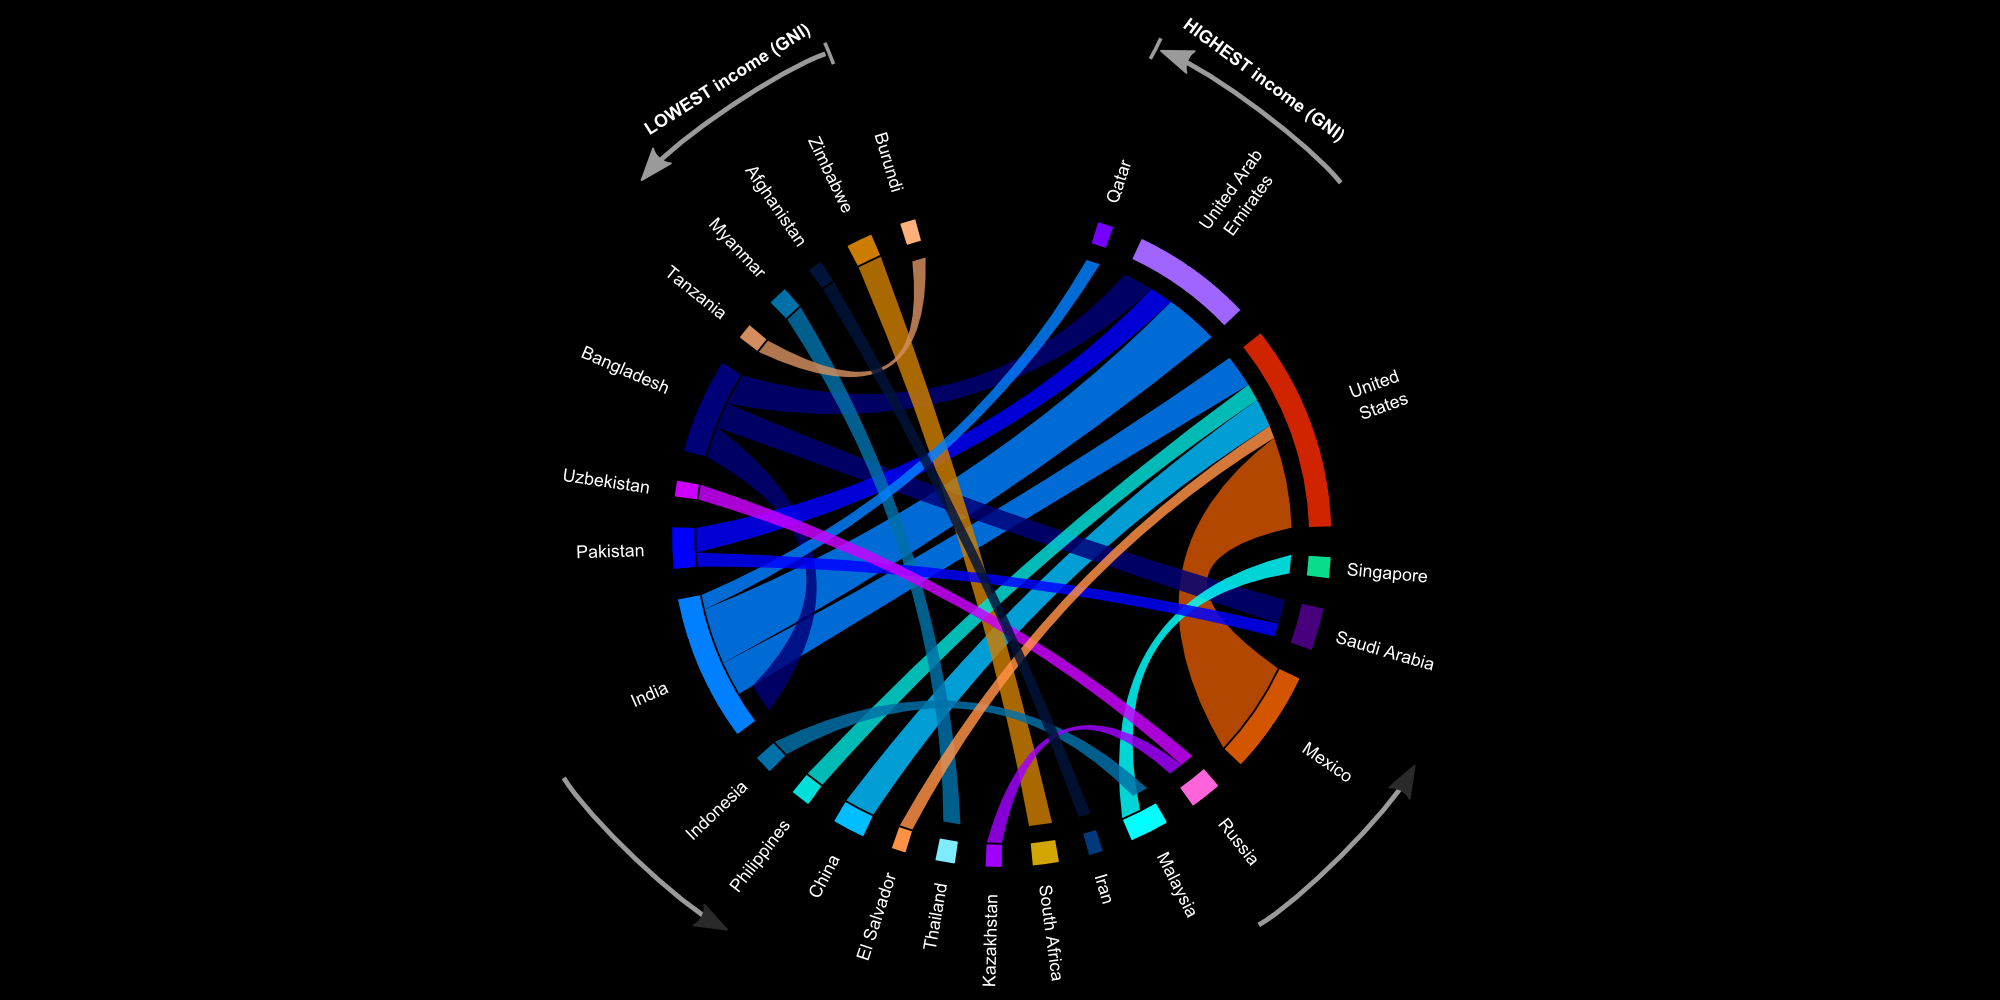 LOWEST income (GNI)
HIGHEST income (GNI)
Burundi
Zimbabwe
Afghanistan
Myanmar
Tanzania
Bangladesh
Uzbekistan
Pakistan
India
Indonesia
Philippines
China
El Salvador
Thailand
Kazakhstan
South Africa
Iran
Malaysia
Russia
Mexico
Saudi Arabia
Singapore
United
States
United Arab
Emirates
Qatar